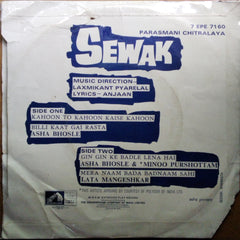 7 EPE 7160
PARASMANI CHITRALAYA
SEWAK
MUSIC DIRECTION-
LAXMIKANT PYARELAL
LYRICS- ANJAAN
SIDE ONE
KAHOON TO KAHOON KAISE KAHOON
BILLI KAAT GAI RASTA
ASHA BHOSLE
SIDE TWO
GIN GIN KE BADLE LENA HAI
ASHA BHOSLE & *MINOO PURSHOTTAM
MERA NAAM BADA BADNAAM SAHI
LATA MANGESHKAR